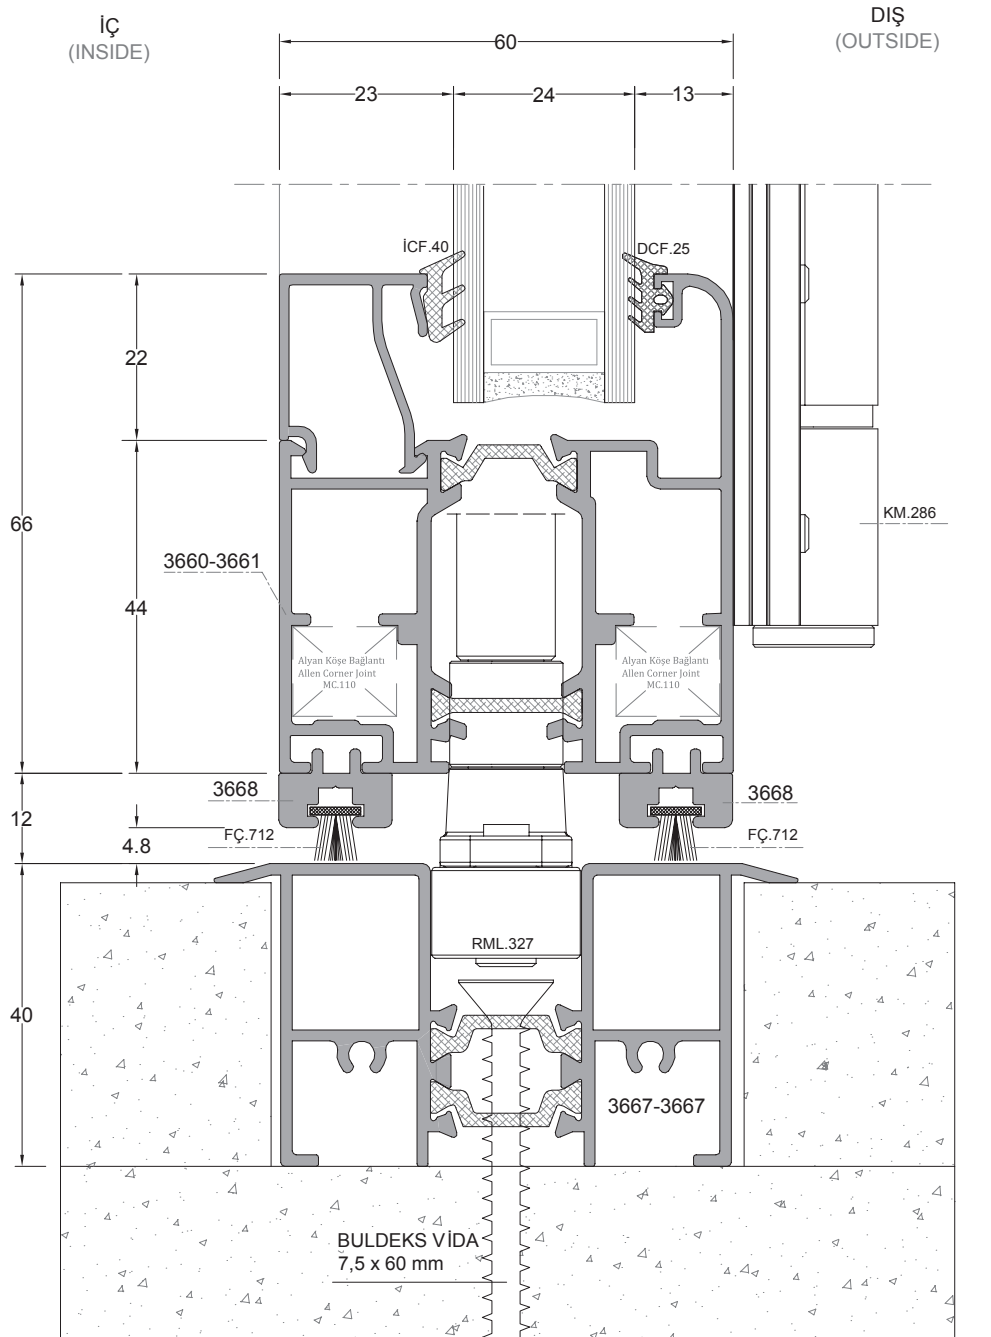 İÇ
(INSIDE)
DIŞ
(OUTSIDE)
60
23
24
13
İCF.40
DCF.25
22
66
KM.286
3660-3661
44
Alyan Köşe Bağlantı
Allen Corner Joint
MC.110
Alyan Köşe Bağlantı
Allen Corner Joint
MC.110
3668
3668
12
FÇ.712
FÇ.712
4.8
RML.327
40
3667-3667
BULDEKS VİDA
7,5 x 60 mm